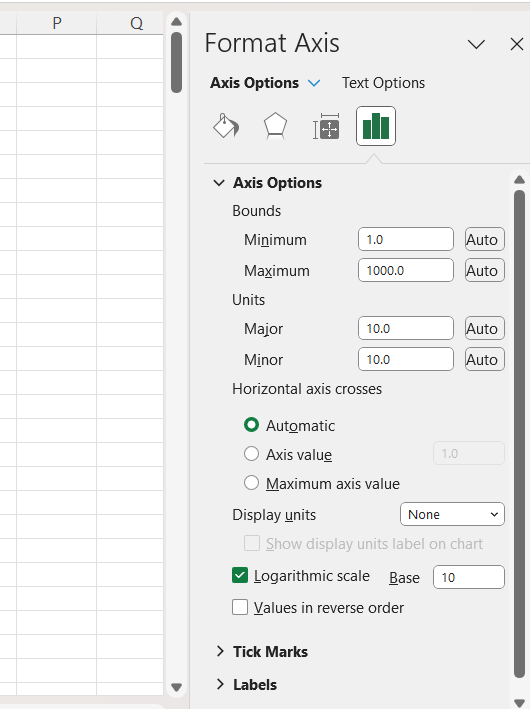 P Q
Format Axis
Axis Options Text Options
Axis Options
Bounds
Minimum 1.0 Auto
Maximum 1000.0 Auto
Units
Major 10.0 Auto
Minor 10.0 Auto
Horizontal axis crosses
Automatic
Axis value 1.0
Maximum axis value
Display units None
Show display units label on chart
Logarithmic scale Base 10
Values in reverse order
Tick Marks
Labels